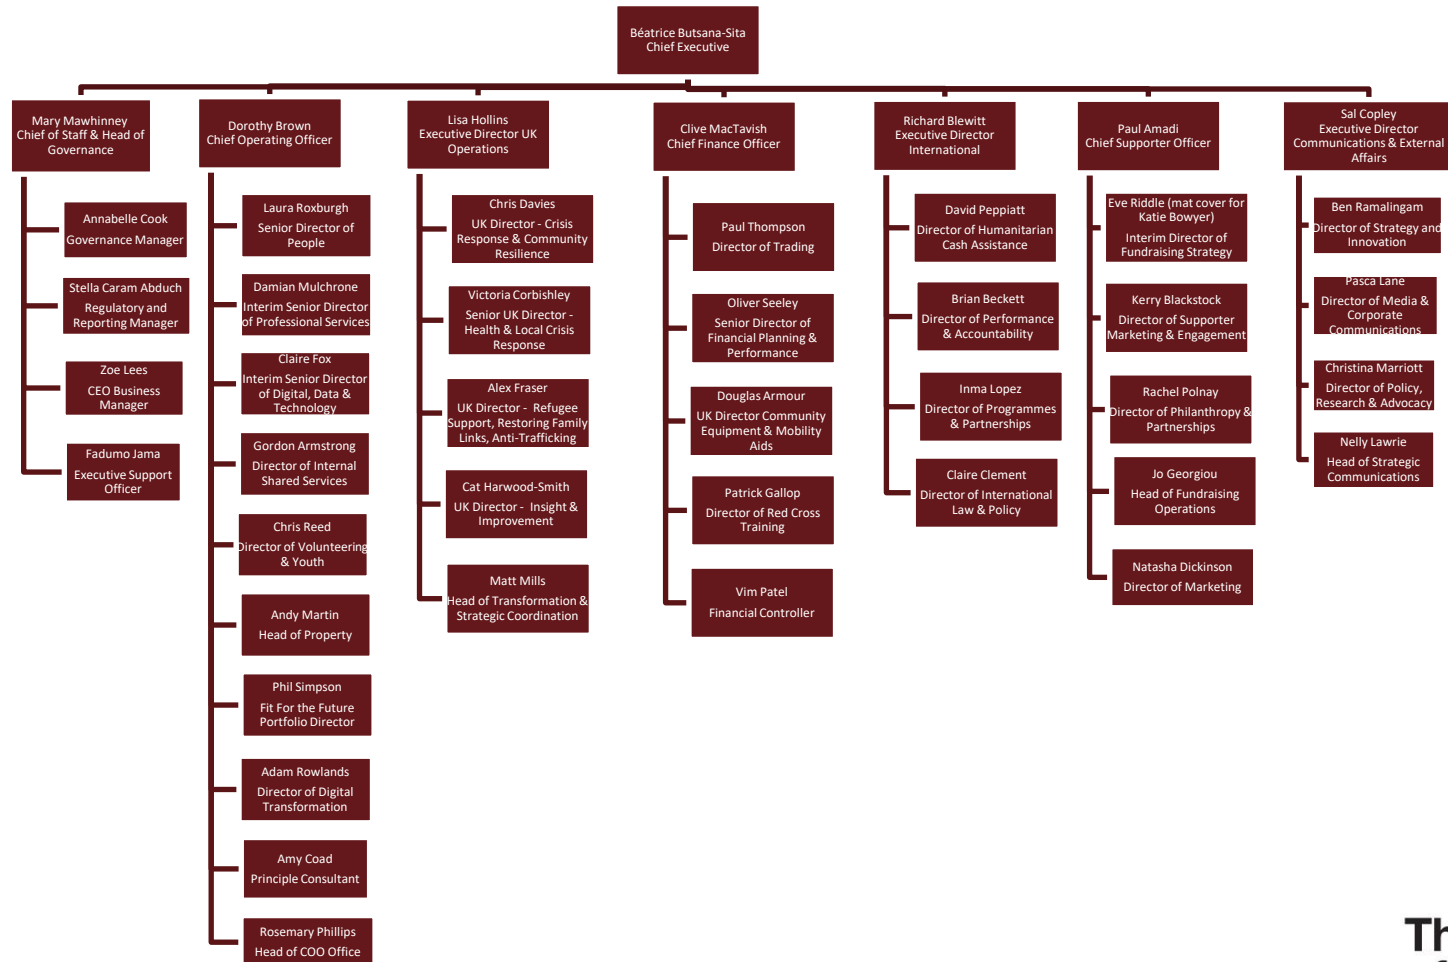 Béatrice Butsana-Sita
Chief Executive
Mary Mawhinney
Chief of Staff & Head of
Governance
Annabelle Cook
Governance Manager
Stella Caram Abduch
Regulatory and
Reporting Manager
Zoe Lees
CEO Business
Manager
Fadumo Jama
Executive Support
Officer
Dorothy Brown
Chief Operating Officer
Laura Roxburgh
Senior Director of
People
Damian Mulchrone
Interim Senior Director
of Professional Services
Claire Fox
Interim Senior Director
of Digital, Data &
Technology
Gordon Armstrong
Director of Internal
Shared Services
Chris Reed
Director of Volunteering
& Youth
Andy Martin
Head of Property
Phil Simpson
Fit For the Future
Portfolio Director
Adam Rowlands
Director of Digital
Transformation
Amy Coad
Principle Consultant
Rosemary Phillips
Head of COO Office
Lisa Hollins
Executive Director UK
Operations
Chris Davies
UK Director - Crisis
Response & Community
Resilience
Victoria Corbishley
Senior UK Director -
Health & Local Crisis
Response
Alex Fraser
UK Director - Refugee
Support, Restoring Family
Links, Anti-Trafficking
Cat Harwood-Smith
UK Director - Insight &
Improvement
Matt Mills
Head of Transformation &
Strategic Coordination
Clive MacTavish
Chief Finance Officer
Paul Thompson
Director of Trading
Oliver Seeley
Senior Director of
Financial Planning &
Performance
Douglas Armour
UK Director Community
Equipment & Mobility
Aids
Patrick Gallop
Director of Red Cross
Training
Vim Patel
Financial Controller
Richard Blewitt
Executive Director
International
David Peppiatt
Director of Humanitarian
Cash Assistance
Brian Beckett
Director of Performance
& Accountability
Inma Lopez
Director of Programmes
& Partnerships
Claire Clement
Director of International
Law & Policy
Paul Amadi
Chief Supporter Officer
Eve Riddle (mat cover for
Katie Bowyer)
Interim Director of
Fundraising Strategy
Kerry Blackstock
Director of Supporter
Marketing & Engagement
Rachel Polnay
Director of Philanthropy &
Partnerships
Jo Georgiou
Head of Fundraising
Operations
Natasha Dickinson
Director of Marketing
Sal Copley
Executive Director
Communications & External
Affairs
Ben Ramalingam
Director of Strategy and
Innovation
Pasca Lane
Director of Media &
Corporate
Communications
Christina Marriott
Director of Policy,
Research & Advocacy
Nelly Lawrie
Head of Strategic
Communications
Th